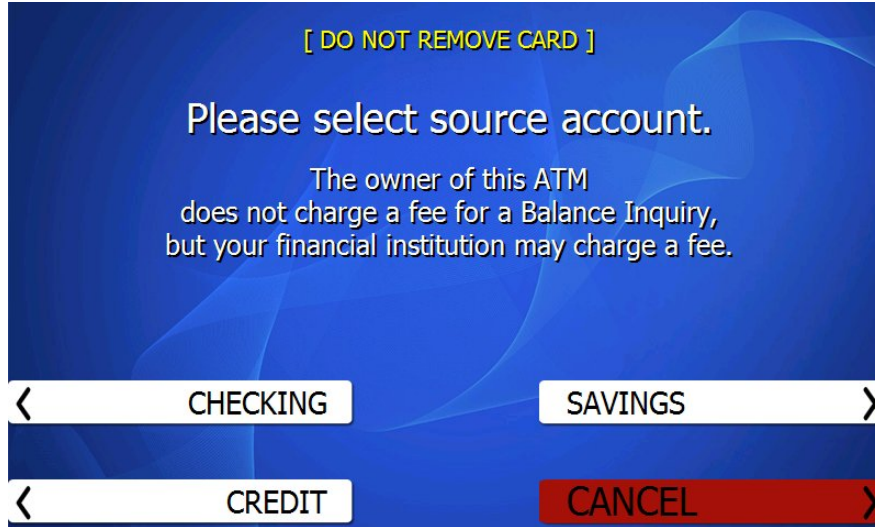 [ DO NOT REMOVE CARD ]
Please select source account.
The owner of this ATM
does not charge a fee for a Balance Inquiry,
but your financial institution may charge a fee.
CHECKING
SAVINGS
CREDIT
CANCEL